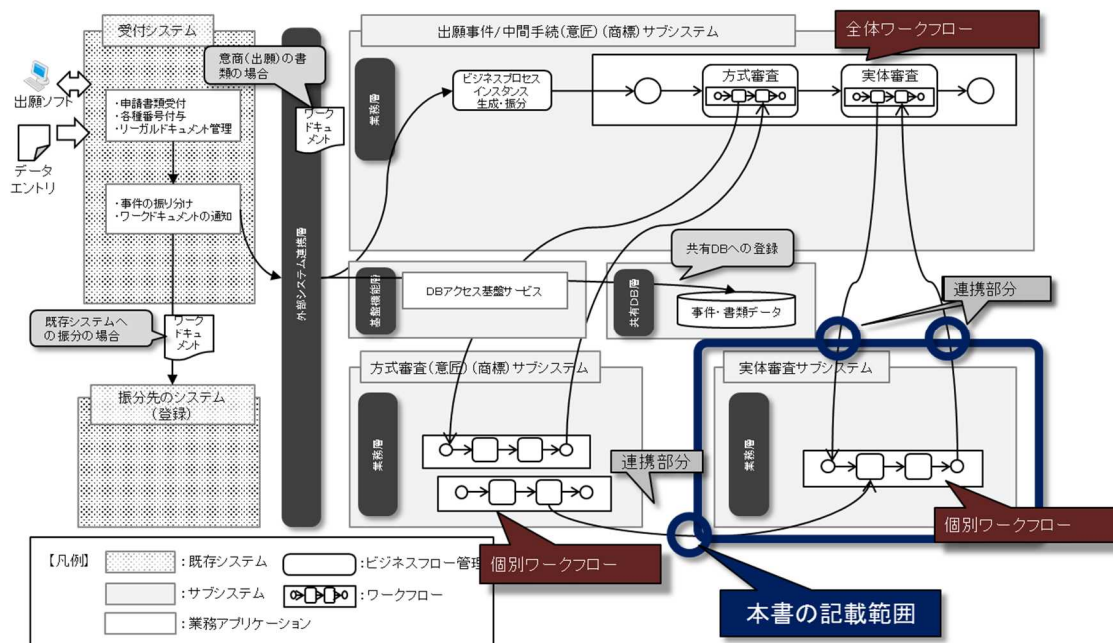 受付システム
出願ソフト
データ
エントリ
・申請書類受付
・各種番号付与
・リーガルドキュメント管理
・事件の振り分け
・ワークドキュメントの通知
意商(出願)の書
類の場合
ワーク
ドキュ
メント
外部システム連携層
既存システムへ
の振分の場合
ワーク
ドキュ
メント
振分先のシステム
(登録)
出願事件/中間手続(意匠)(商標)サブシステム
全体ワークフロー
業務層
ビジネスプロセス
インスタンス
生成・振分
方式審査
実体審査
基盤機能層
DBアクセス基盤サービス
共有DBへの登録
共有DB層
事件・書類データ
連携部分
方式審査(意匠)(商標)サブシステム
業務層
連携部分
個別ワークフロー
実体審査サブシステム
業務層
個別ワークフロー
本書の記載範囲
【凡例】
:既存システム
:ビジネスフロー管理
:サブシステム
:ワークフロー
:業務アプリケーション